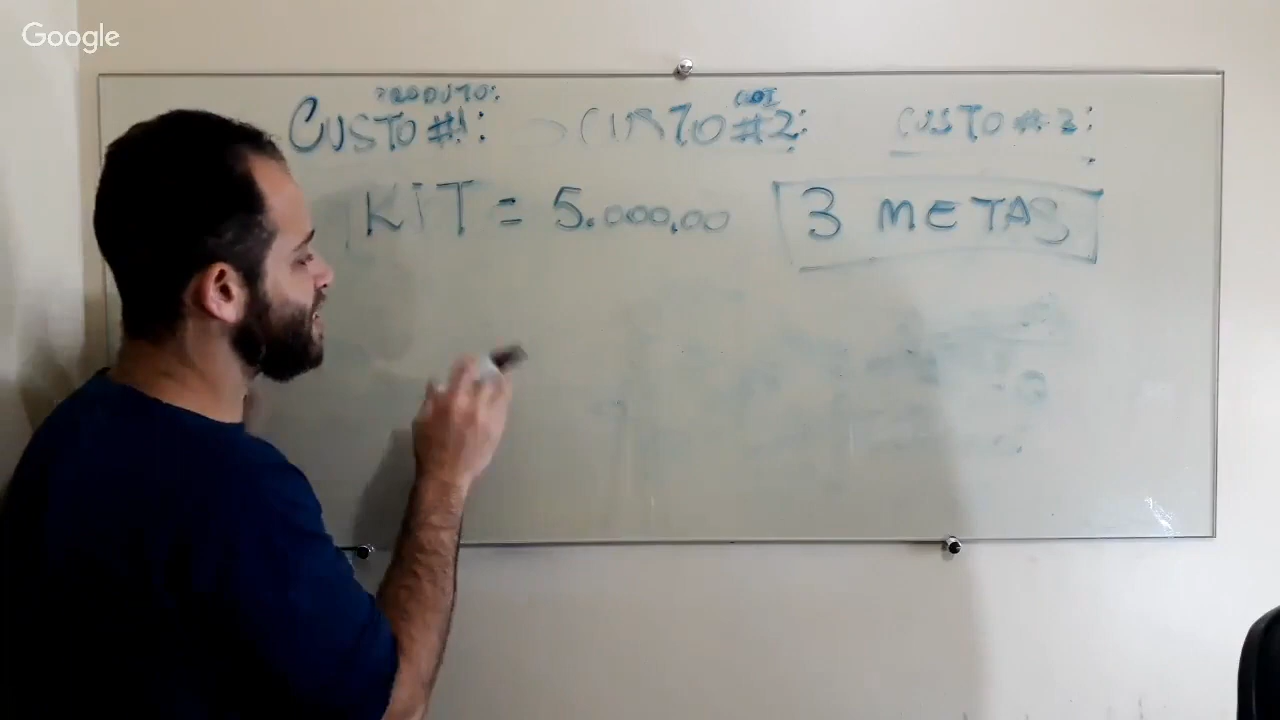 Google
PRODUTO:
CUSTO #1:
CUSTO #2:
CUSTO #3:
KIT = 5.000,00
3 METAS